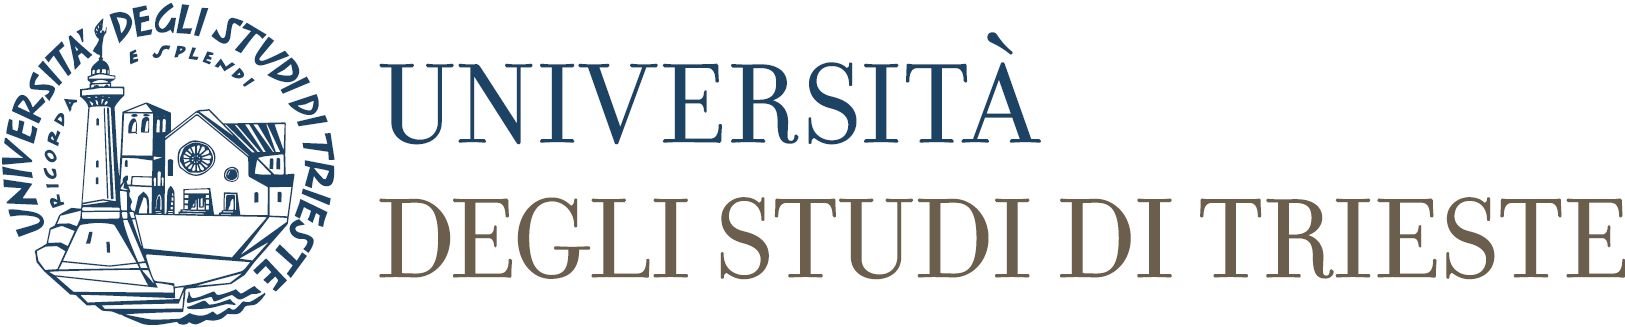 UNIVERSITÀ DEGLI STUDI DI TRIESTE
RICORDA E SPLENDI
UNIVERSITÀ
DEGLI STUDI DI TRIESTE